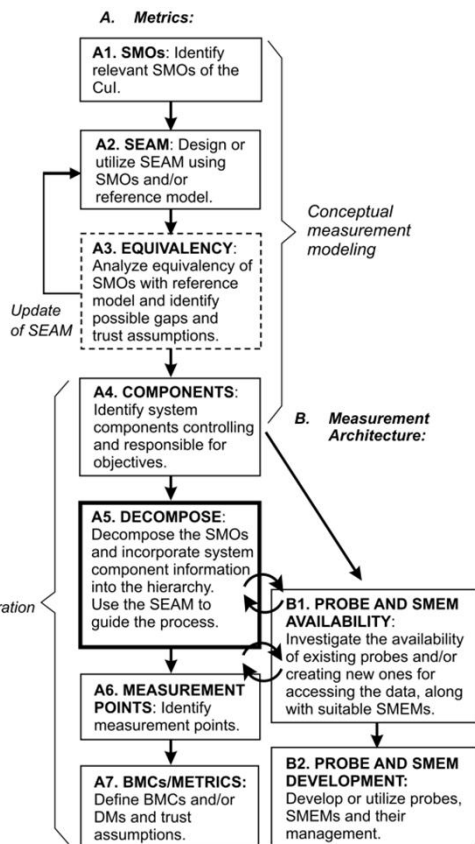 A. Metrics:
A1. SMOs: Identify
relevant SMOs of the
CuI.
A2. SEAM: Design or
utilize SEAM using
SMOs and/or
reference model.
A3. EQUIVALENCY:
Analyze equivalency of
SMOs with reference
model and identify
possible gaps and
trust assumptions.
Update
of SEAM
Conceptual
measurement
modeling
A4. COMPONENTS:
Identify system
components controlling
and responsible for
objectives.
B. Measurement
Architecture:
A5. DECOMPOSE:
Decompose the SMOs
and incorporate system
component information
into the hierarchy.
Use the SEAM to
guide the process.
B1. PROBE AND SMEM
AVAILABILITY:
Investigate the availability
of existing probes and/or
creating new ones for
accessing the data, along
with suitable SMEMs.
A6. MEASUREMENT
POINTS: Identify
measurement points.
A7. BMCs/METRICS:
Define BMCs and/or
DMs and trust
assumptions.
B2. PROBE AND SMEM
DEVELOPMENT:
Develop or utilize probes,
SMEMs and their
management.